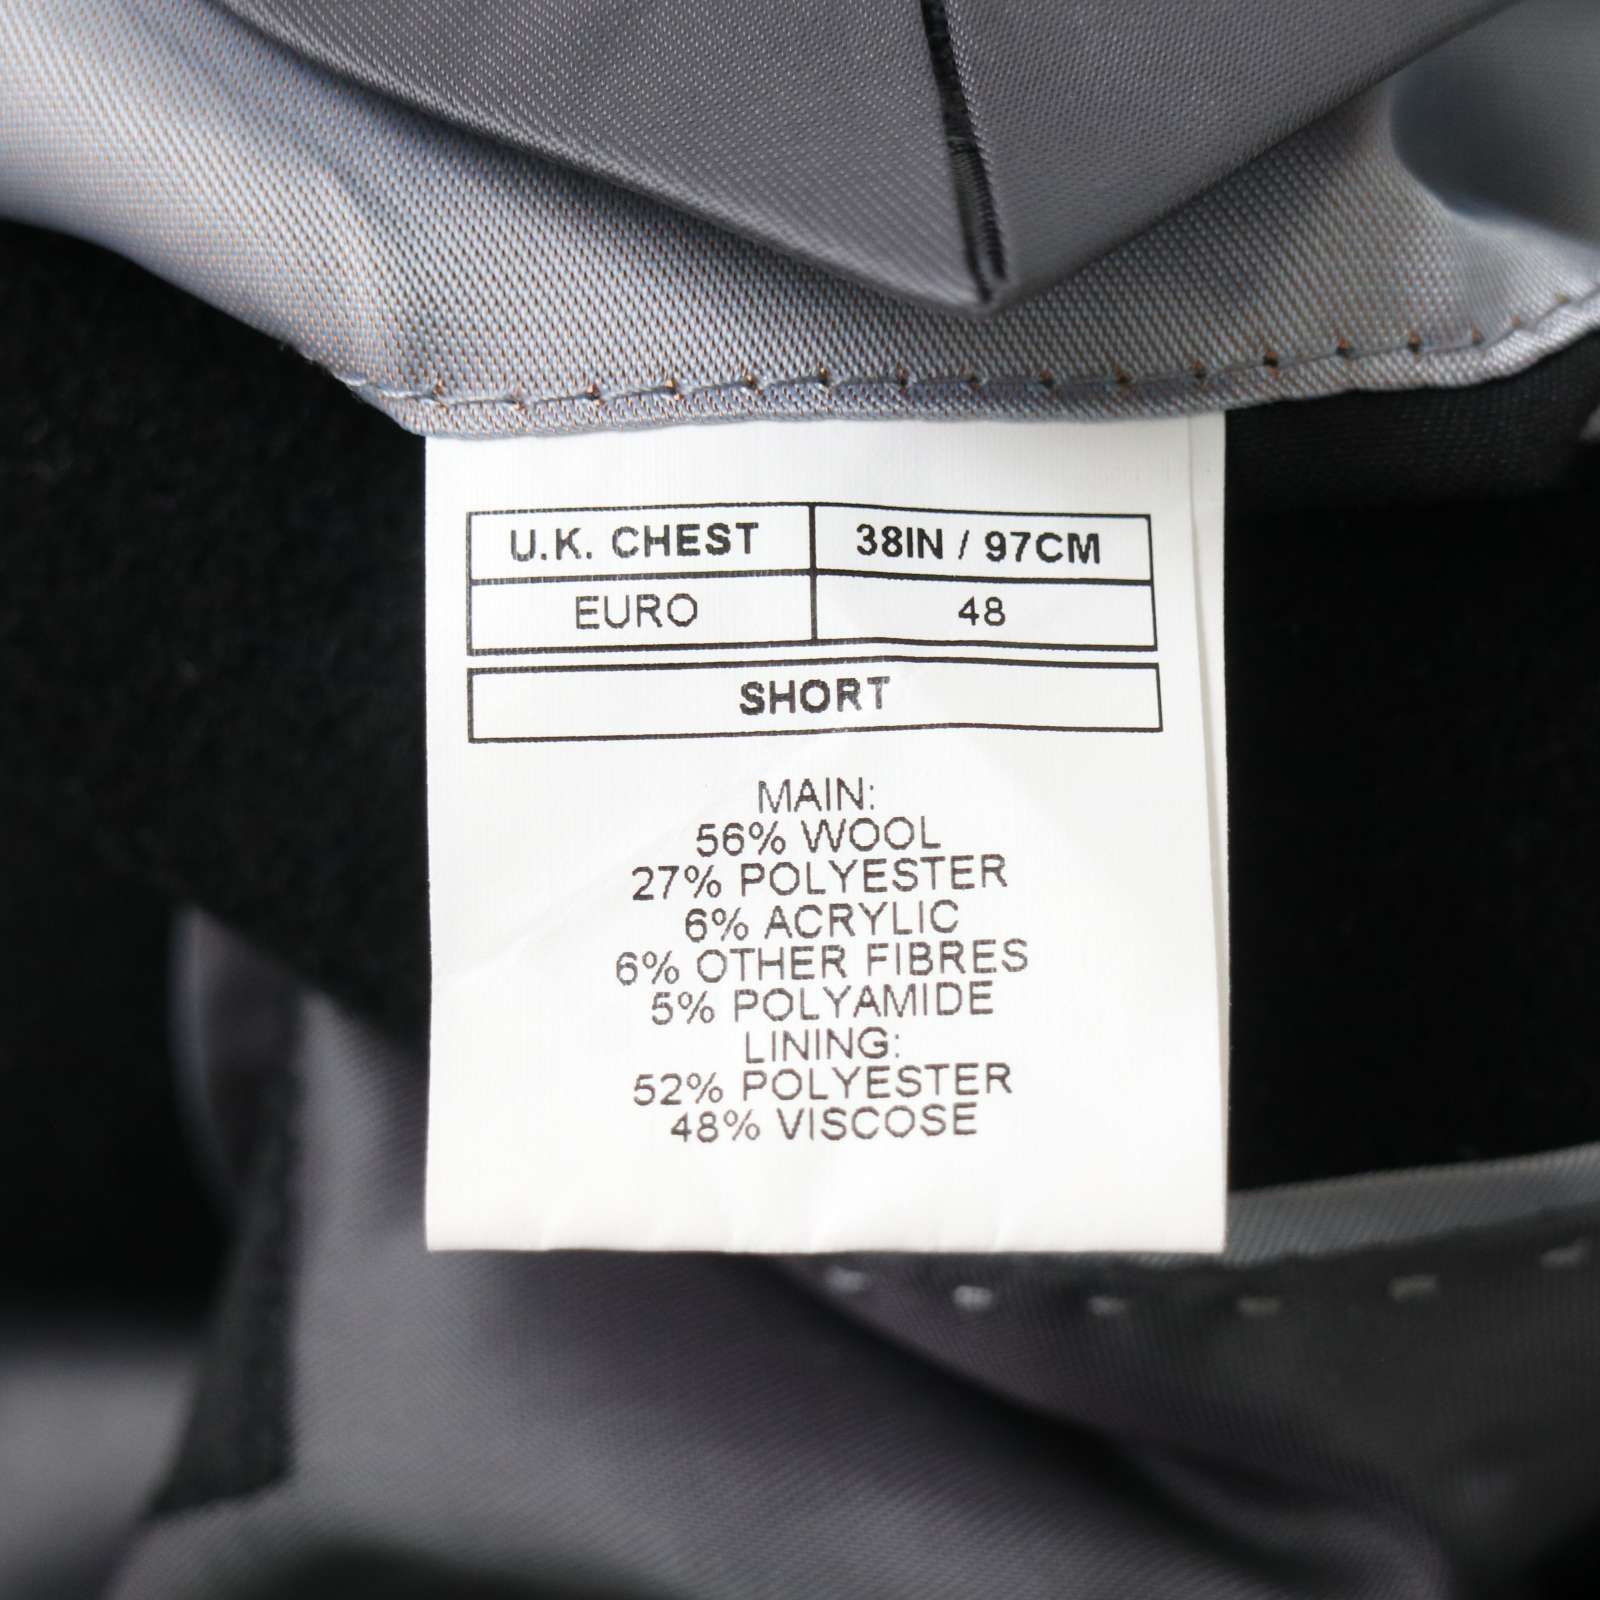 U.K. CHEST 38IN / 97CM
EURO 48
SHORT
MAIN:
56% WOOL
27% POLYESTER
6% ACRYLIC
6% OTHER FIBRES
5% POLYAMIDE
LINING:
52% POLYESTER
48% VISCOSE